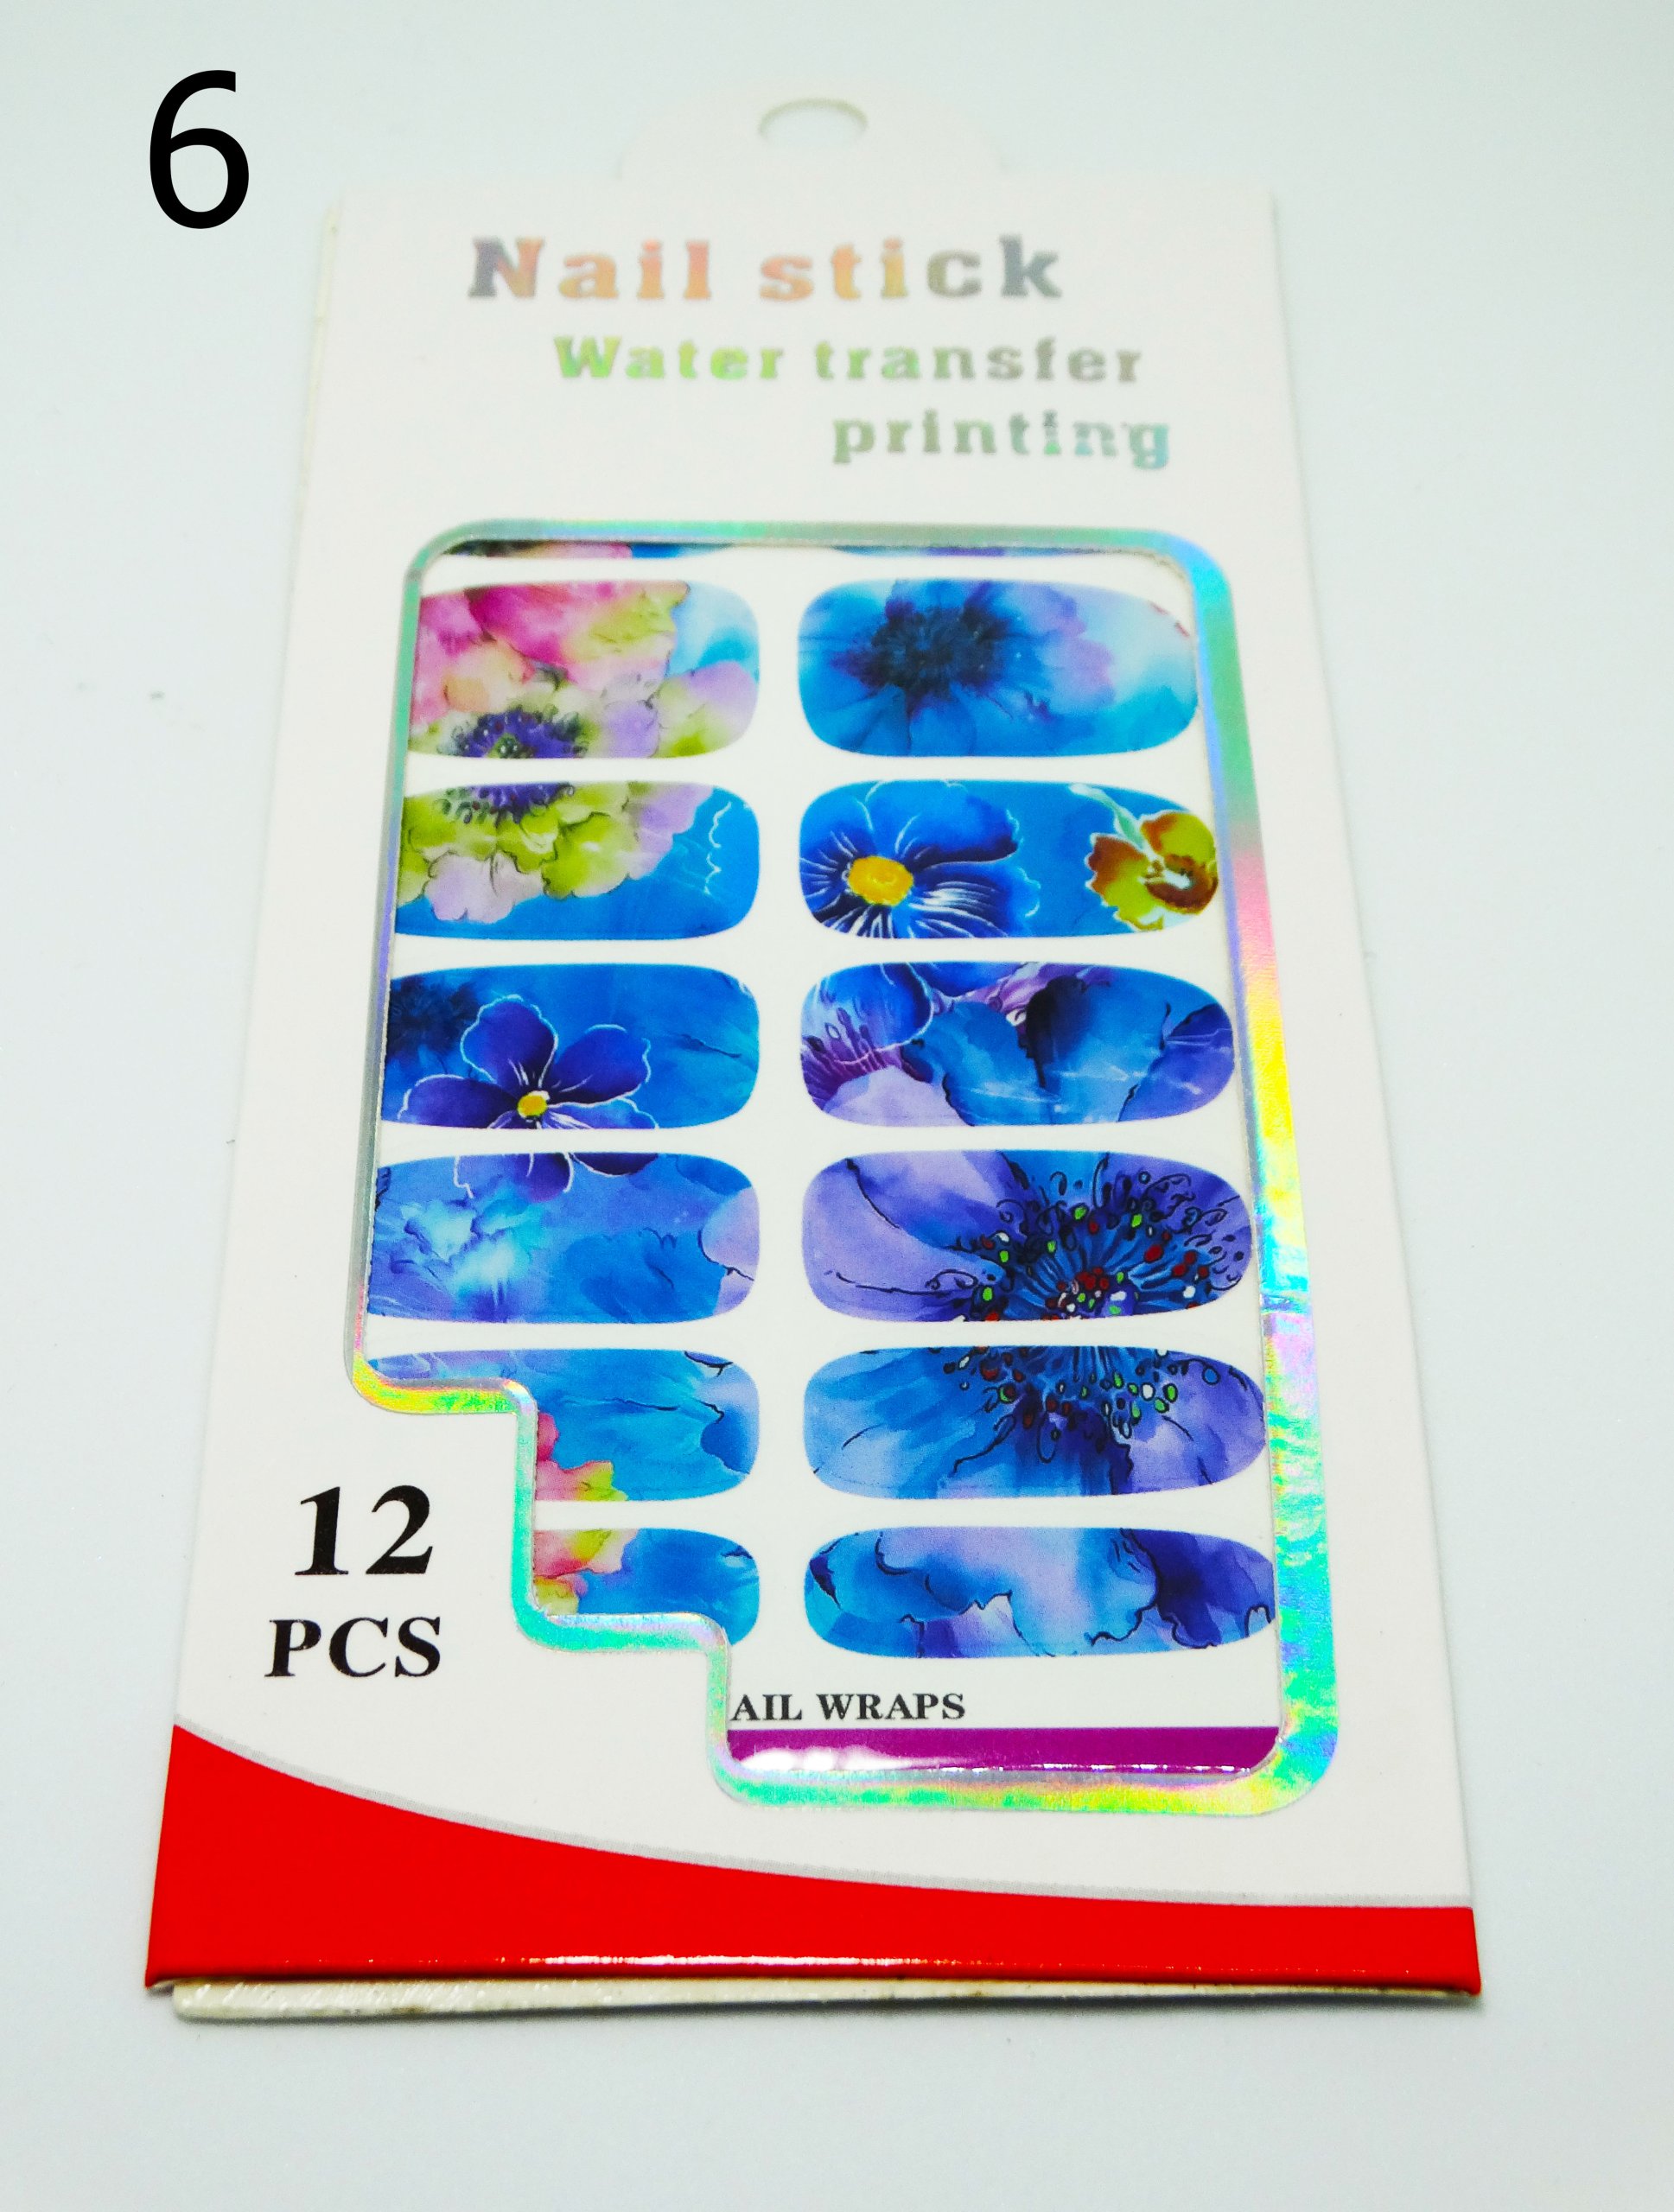 6
Nail stick
Water transfer
printing
12
PCS
AIL WRAPS